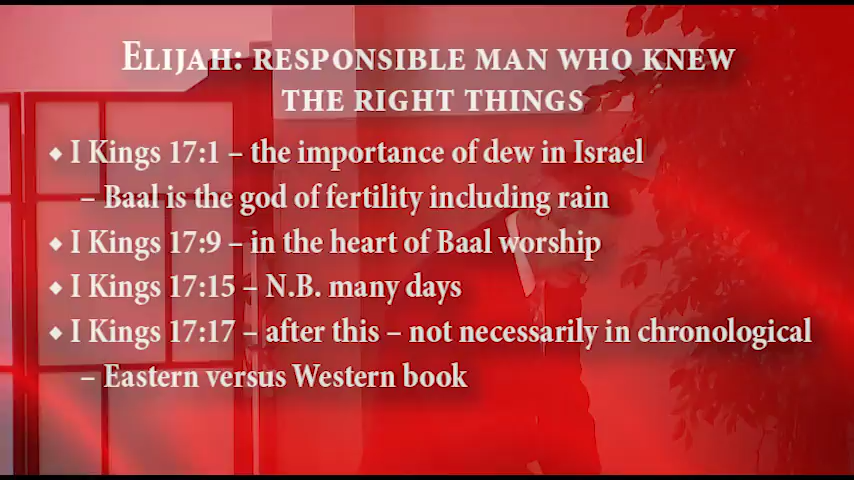 Elijah: responsible man who knew
the right things
◆ I Kings 17:1 – the importance of dew in Israel
– Baal is the god of fertility including rain
◆ I Kings 17:9 – in the heart of Baal worship
◆ I Kings 17:15 – N.B. many days
◆ I Kings 17:17 – after this – not necessarily in chronological
– Eastern versus Western book